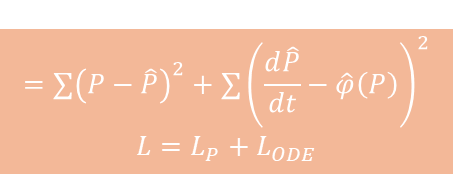 = ∑(P − P̂)² + ∑(dP̂/dt − φ̂(P))²
L = L_P + L_ODE